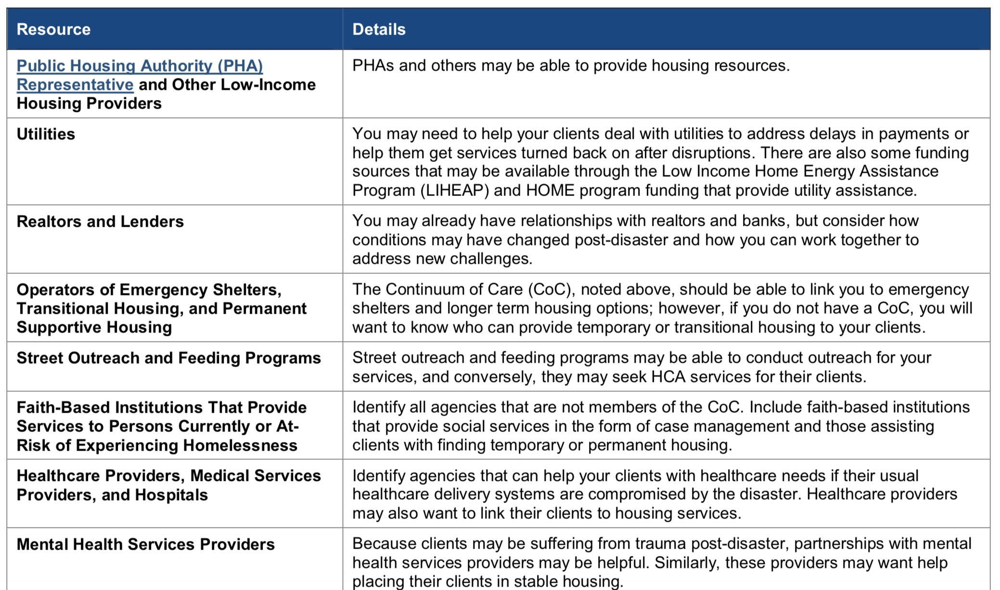 Resource
Details
Public Housing Authority (PHA)
Representative and Other Low-Income
Housing Providers
PHAs and others may be able to provide housing resources.
Utilities
You may need to help your clients deal with utilities to address delays in payments or
help them get services turned back on after disruptions. There are also some funding
sources that may be available through the Low Income Home Energy Assistance
Program (LIHEAP) and HOME program funding that provide utility assistance.
Realtors and Lenders
You may already have relationships with realtors and banks, but consider how
conditions may have changed post-disaster and how you can work together to
address new challenges.
Operators of Emergency Shelters,
Transitional Housing, and Permanent
Supportive Housing
The Continuum of Care (CoC), noted above, should be able to link you to emergency
shelters and longer term housing options; however, if you do not have a CoC, you will
want to know who can provide temporary or transitional housing to your clients.
Street Outreach and Feeding Programs
Street outreach and feeding programs may be able to conduct outreach for your
services, and conversely, they may seek HCA services for their clients.
Faith-Based Institutions That Provide
Services to Persons Currently or At-
Risk of Experiencing Homelessness
Identify all agencies that are not members of the CoC. Include faith-based institutions
that provide social services in the form of case management and those assisting
clients with finding temporary or permanent housing.
Healthcare Providers, Medical Services
Providers, and Hospitals
Identify agencies that can help your clients with healthcare needs if their usual
healthcare delivery systems are compromised by the disaster. Healthcare providers
may also want to link their clients to housing services.
Mental Health Services Providers
Because clients may be suffering from trauma post-disaster, partnerships with mental
health services providers may be helpful. Similarly, these providers may want help
placing their clients in stable housing.